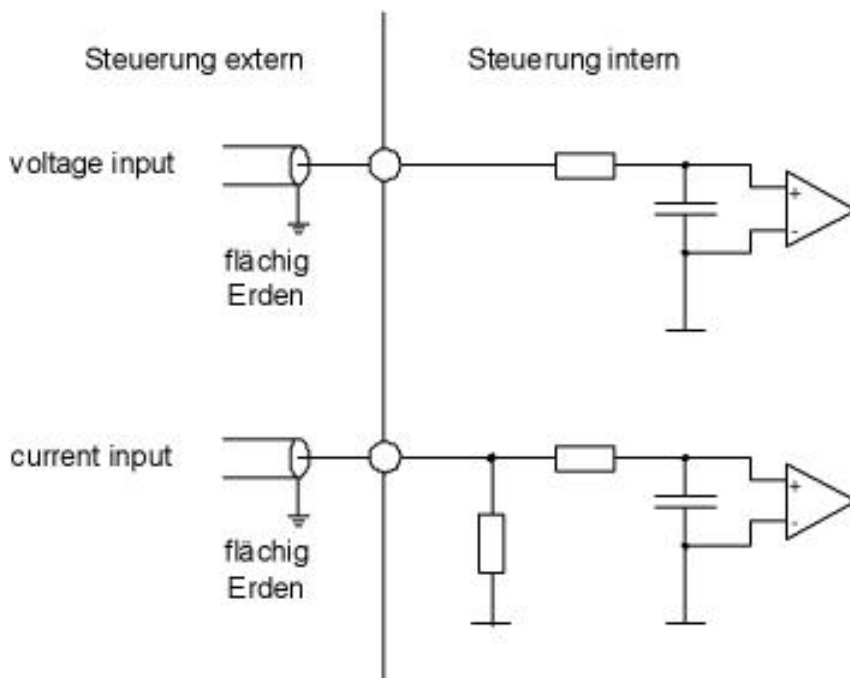 Steuerung extern
Steuerung intern
voltage input
flächig
Erden
+
-
current input
flächig
Erden
+
-